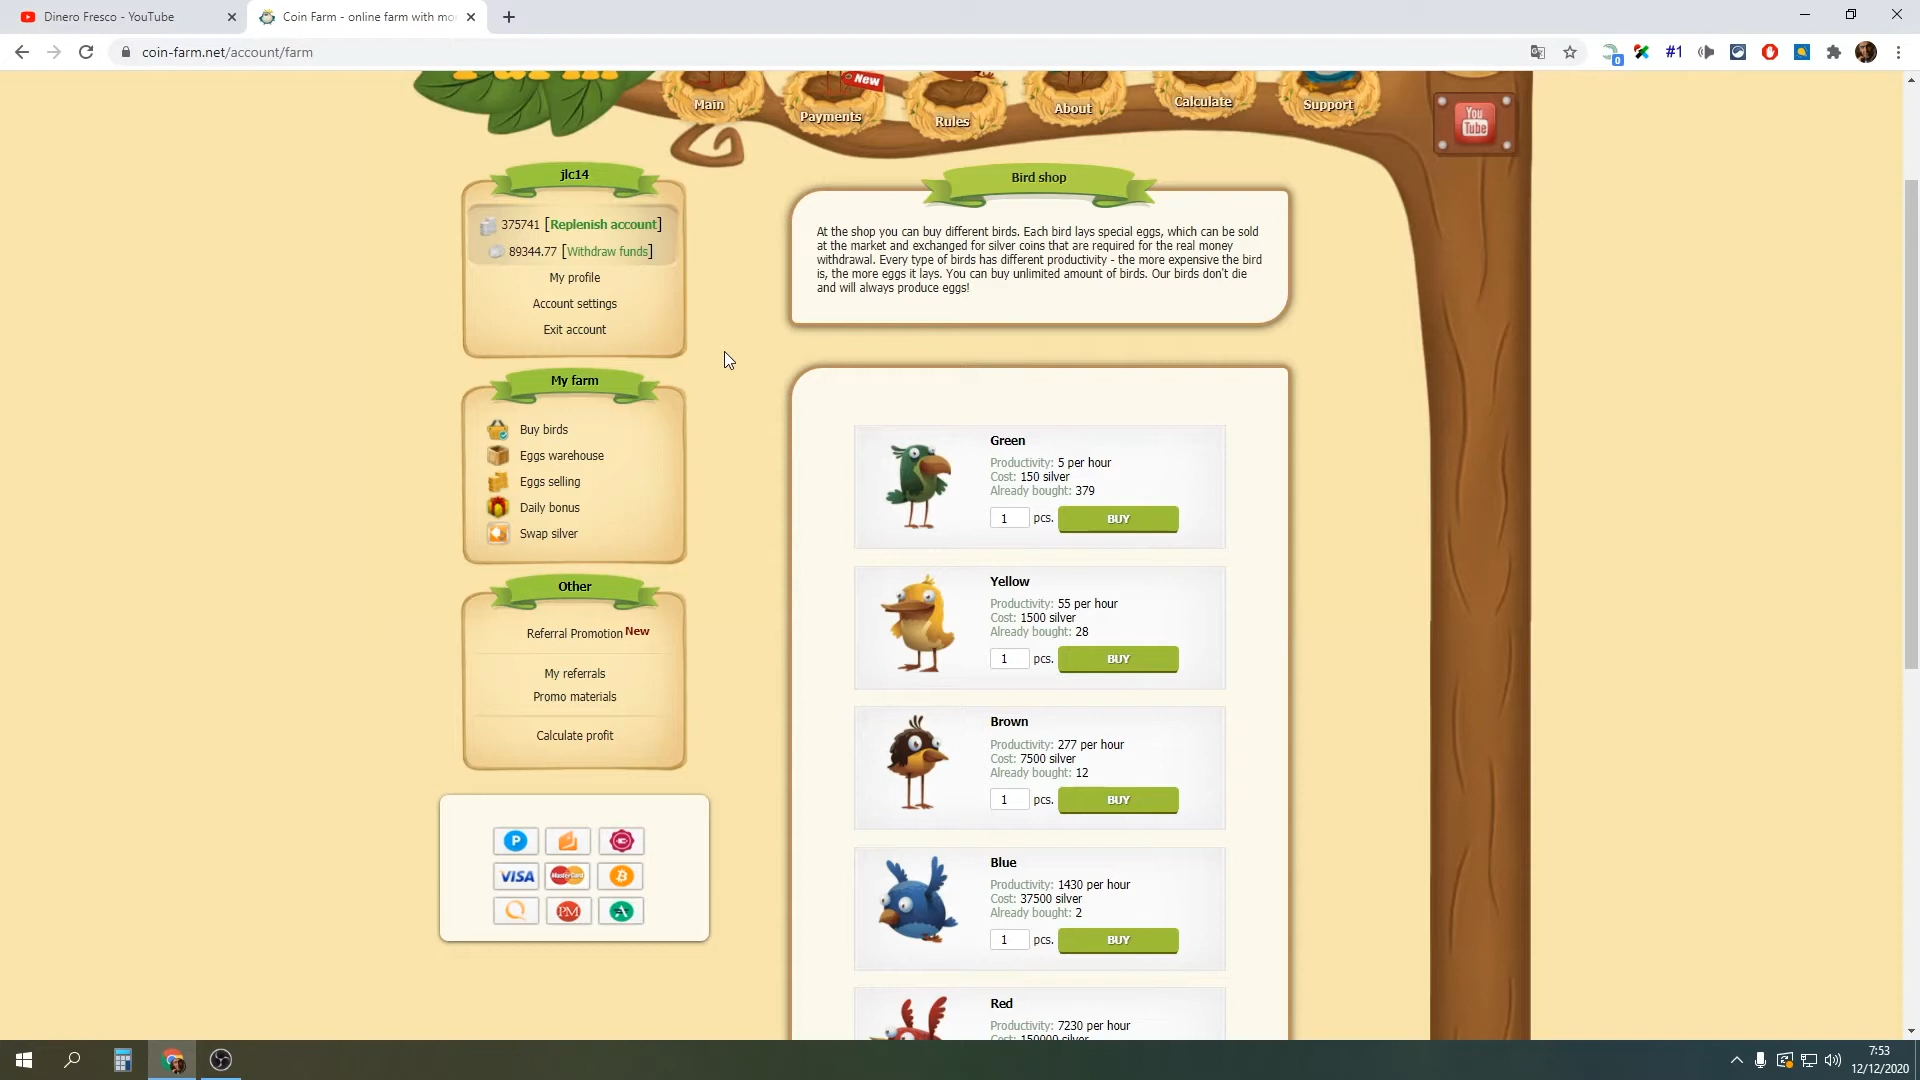 Dinero Fresco - YouTube
Coin Farm - online farm with mo
coin-farm.net/account/farm
0
#1
New
Main
Payments
Rules
About
Calculate
Support
You
Tube
jlc14
375741 [Replenish account]
89344.77 [Withdraw funds]
My profile
Account settings
Exit account
My farm
Buy birds
Eggs warehouse
Eggs selling
Daily bonus
Swap silver
Other
Referral Promotion New
My referrals
Promo materials
Calculate profit
P
VISA
MasterCard
PM
Bird shop
At the shop you can buy different birds. Each bird lays special eggs, which can be sold
at the market and exchanged for silver coins that are required for the real money
withdrawal. Every type of birds has different productivity - the more expensive the bird
is, the more eggs it lays. You can buy unlimited amount of birds. Our birds don't die
and will always produce eggs!
Green
Productivity: 5 per hour
Cost: 150 silver
Already bought: 379
1 pcs. BUY
Yellow
Productivity: 55 per hour
Cost: 1500 silver
Already bought: 28
1 pcs. BUY
Brown
Productivity: 277 per hour
Cost: 7500 silver
Already bought: 12
1 pcs. BUY
Blue
Productivity: 1430 per hour
Cost: 37500 silver
Already bought: 2
1 pcs. BUY
Red
Productivity: 7230 per hour
Cost: 150000 silver
7:53
12/12/2020